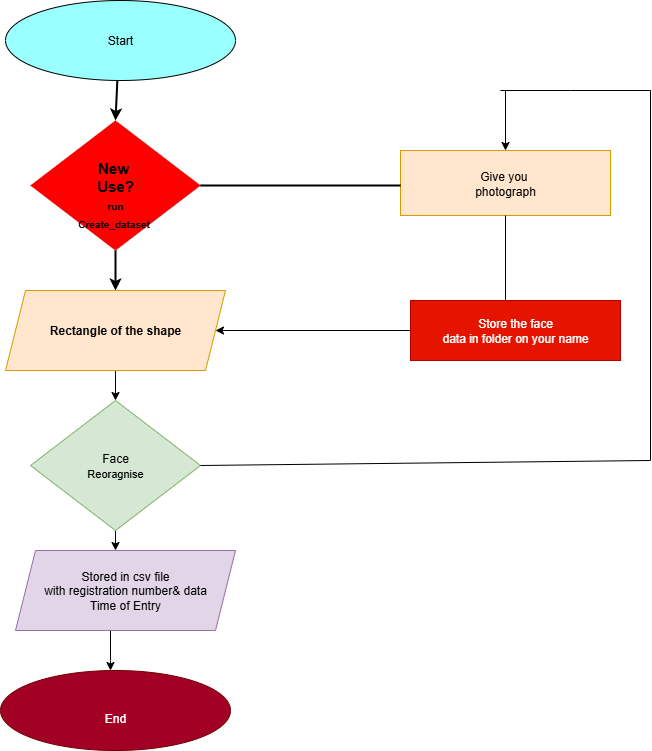 Start
New
Use?
run
Create_dataset
Give you
photograph
Rectangle of the shape
Store the face
data in folder on your name
Face
Reoragnise
Stored in csv file
with registration number& data
Time of Entry
End